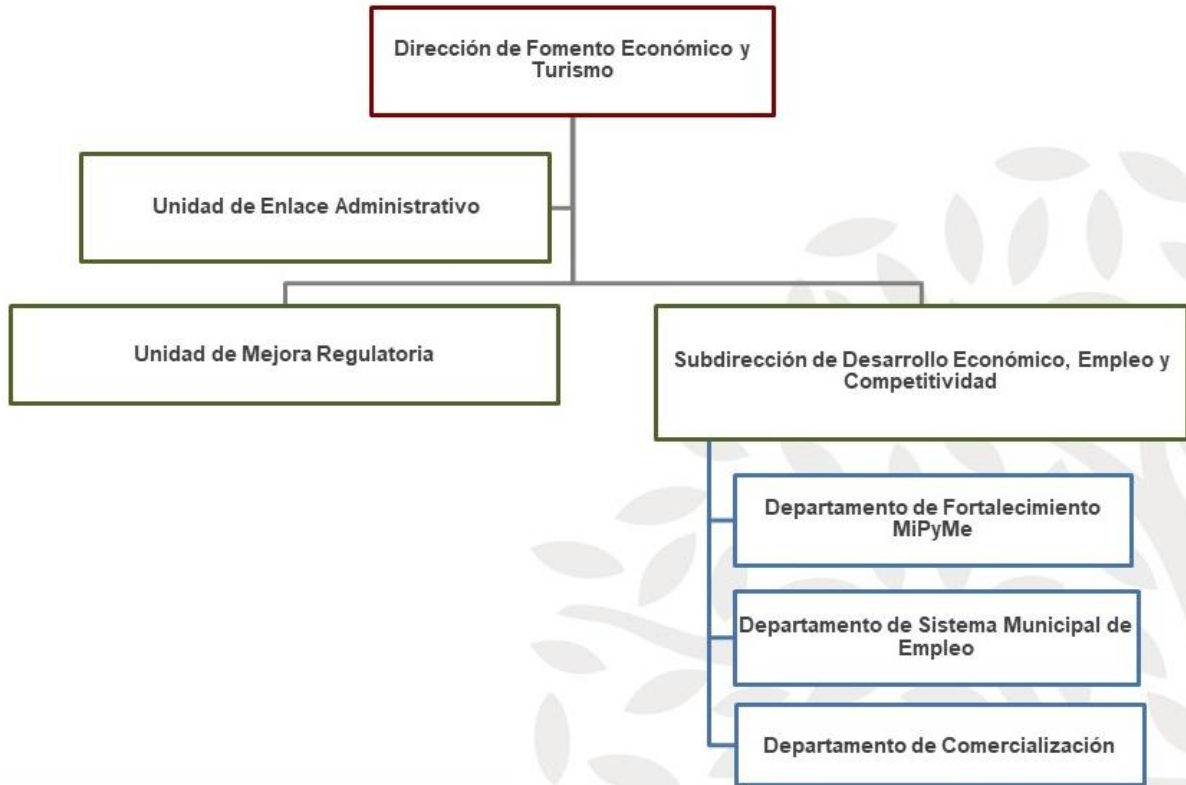 Dirección de Fomento Económico y
Turismo
Unidad de Enlace Administrativo
Unidad de Mejora Regulatoria
Subdirección de Desarrollo Económico, Empleo y
Competitividad
Departamento de Fortalecimiento
MiPyMe
Departamento de Sistema Municipal de
Empleo
Departamento de Comercialización